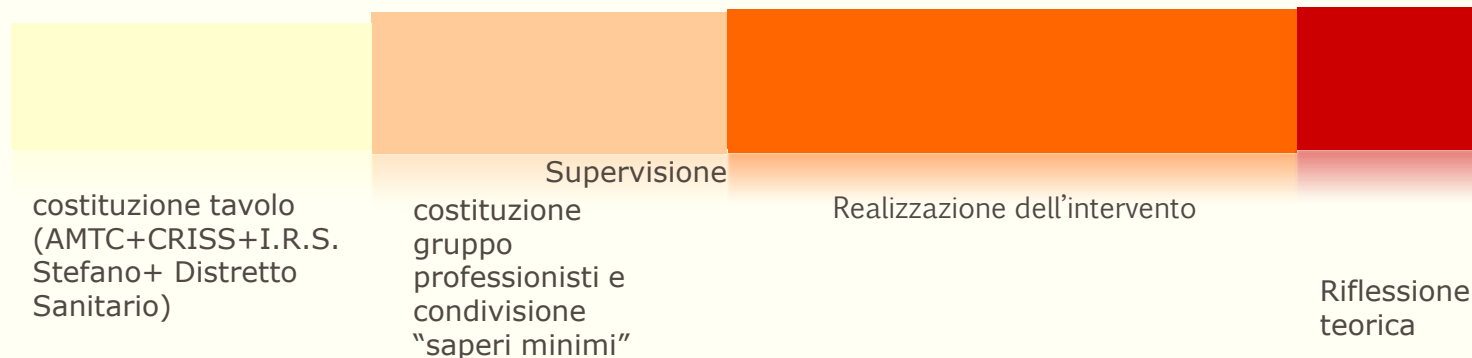 costituzione tavolo
(AMTC+CRISS+I.R.S.
Stefano+ Distretto
Sanitario)
Supervisione
costituzione
gruppo
professionisti e
condivisione
“saperi minimi”
Realizzazione dell’intervento
Riflessione
teorica